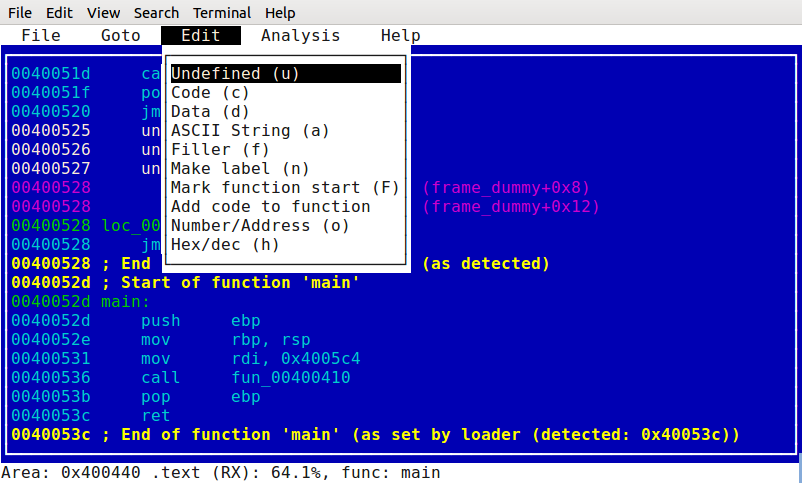 File Edit View Search Terminal Help
File Goto Edit Analysis Help
0040051d ca Undefined (u)
0040051f po Code (c)
00400520 jm Data (d)
00400525 un ASCII String (a)
00400526 un Filler (f)
00400527 un Make label (n)
00400528 Mark function start (F) (frame_dummy+0x8)
00400528 Add code to function (frame_dummy+0x12)
00400528 loc_00 Number/Address (o)
00400528 jm Hex/dec (h)
00400528 ; End (as detected)
0040052d ; Start of function 'main'
0040052d main:
0040052d push ebp
0040052e mov rbp, rsp
00400531 mov rdi, 0x4005c4
00400536 call fun_00400410
0040053b pop ebp
0040053c ret
0040053c ; End of function 'main' (as set by loader (detected: 0x40053c))
Area: 0x400440 .text (RX): 64.1%, func: main